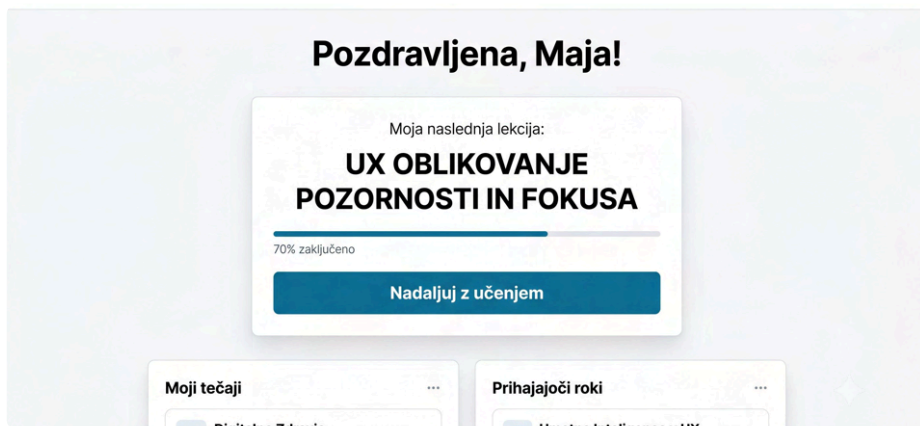 Pozdravljena, Maja!
Moja naslednja lekcija:
UX OBLIKOVANJE
POZORNOSTI IN FOKUSA
70% zaključeno
Nadaljuj z učenjem
Moji tečaji
Prihajajoči roki